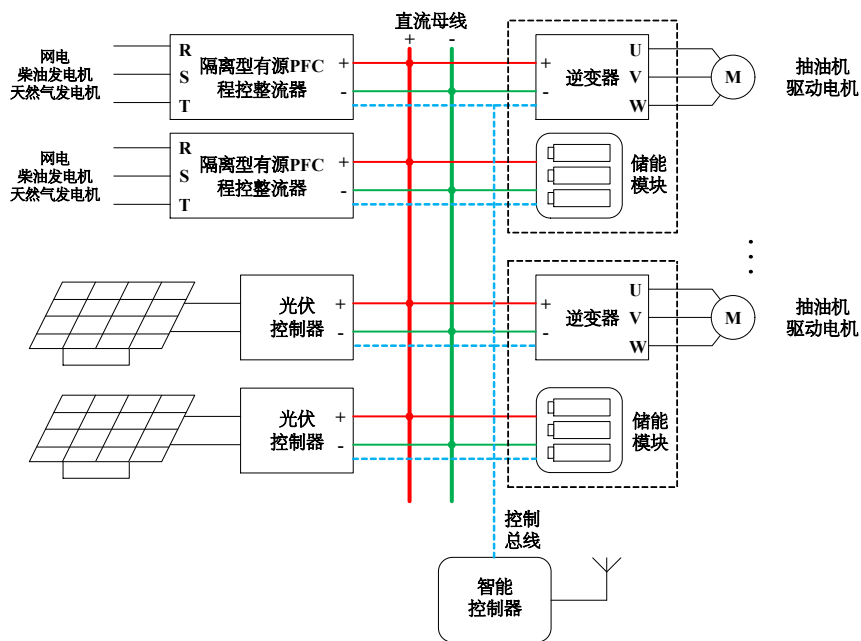 直流母线
+ -
网电
柴油发电机
天然气发电机
R
S
T
隔离型有源PFC
程控整流器
+
-
+
-
逆变器
U
V
W
M
抽油机
驱动电机
网电
柴油发电机
天然气发电机
R
S
T
隔离型有源PFC
程控整流器
+
-
储能
模块
光伏
控制器
+
-
+
-
逆变器
U
V
W
M
抽油机
驱动电机
光伏
控制器
+
-
储能
模块
控制
总线
智能
控制器